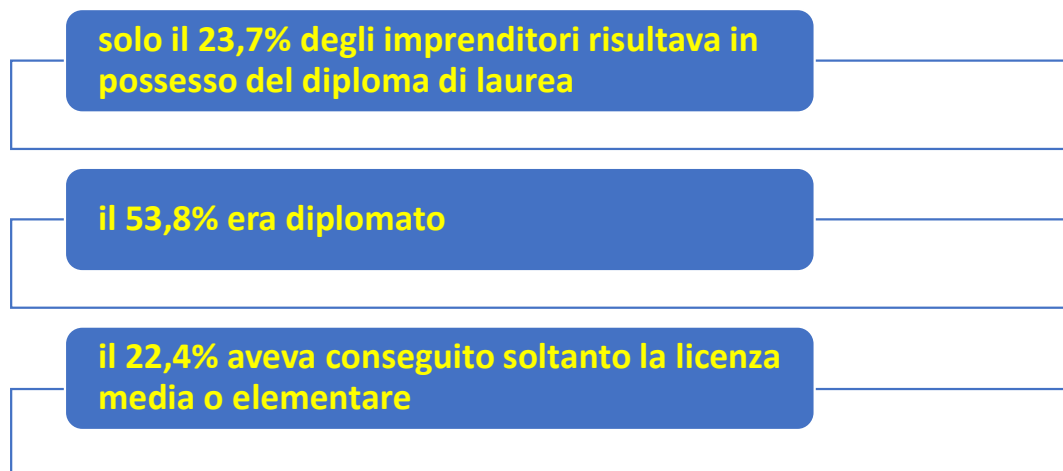 solo il 23,7% degli imprenditori risultava in
possesso del diploma di laurea
il 53,8% era diplomato
il 22,4% aveva conseguito soltanto la licenza
media o elementare